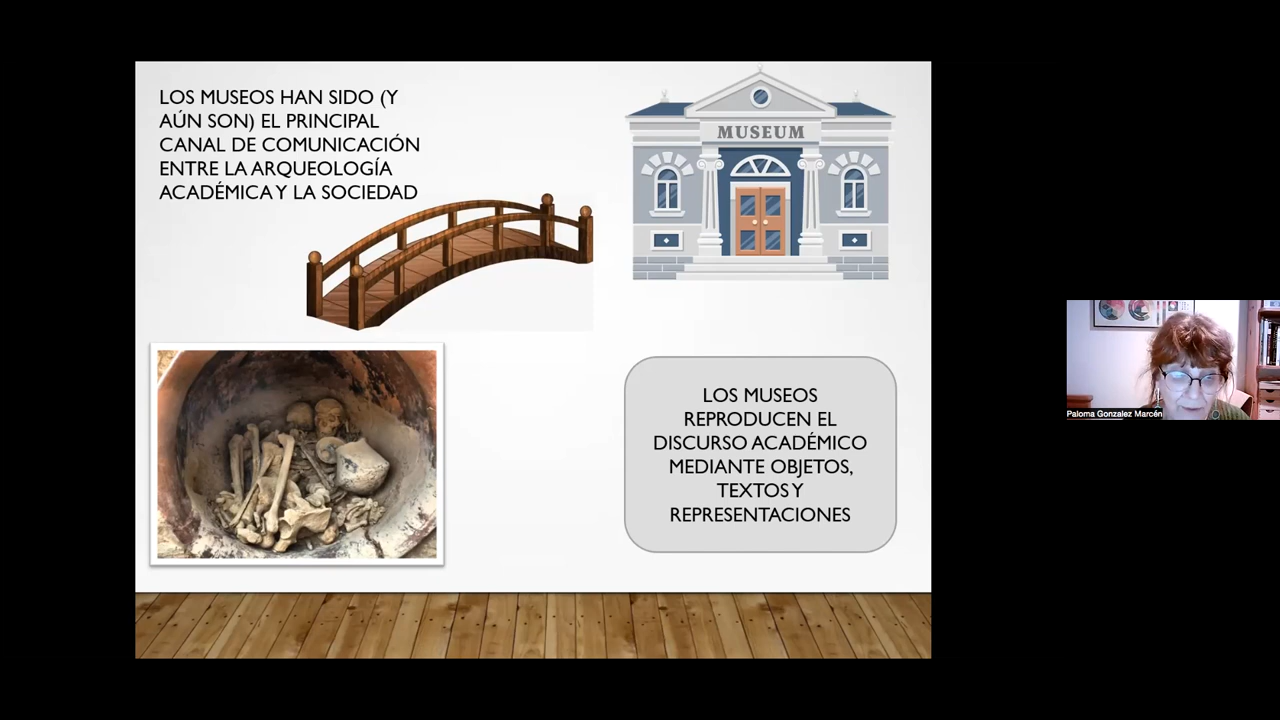 LOS MUSEOS HAN SIDO (Y
AÚN SON) EL PRINCIPAL
CANAL DE COMUNICACIÓN
ENTRE LA ARQUEOLOGÍA
ACADÉMICA Y LA SOCIEDAD
MUSEUM
LOS MUSEOS
REPRODUCEN EL
DISCURSO ACADÉMICO
MEDIANTE OBJETOS,
TEXTOS Y
REPRESENTACIONES
Paloma Gonzalez Marcén